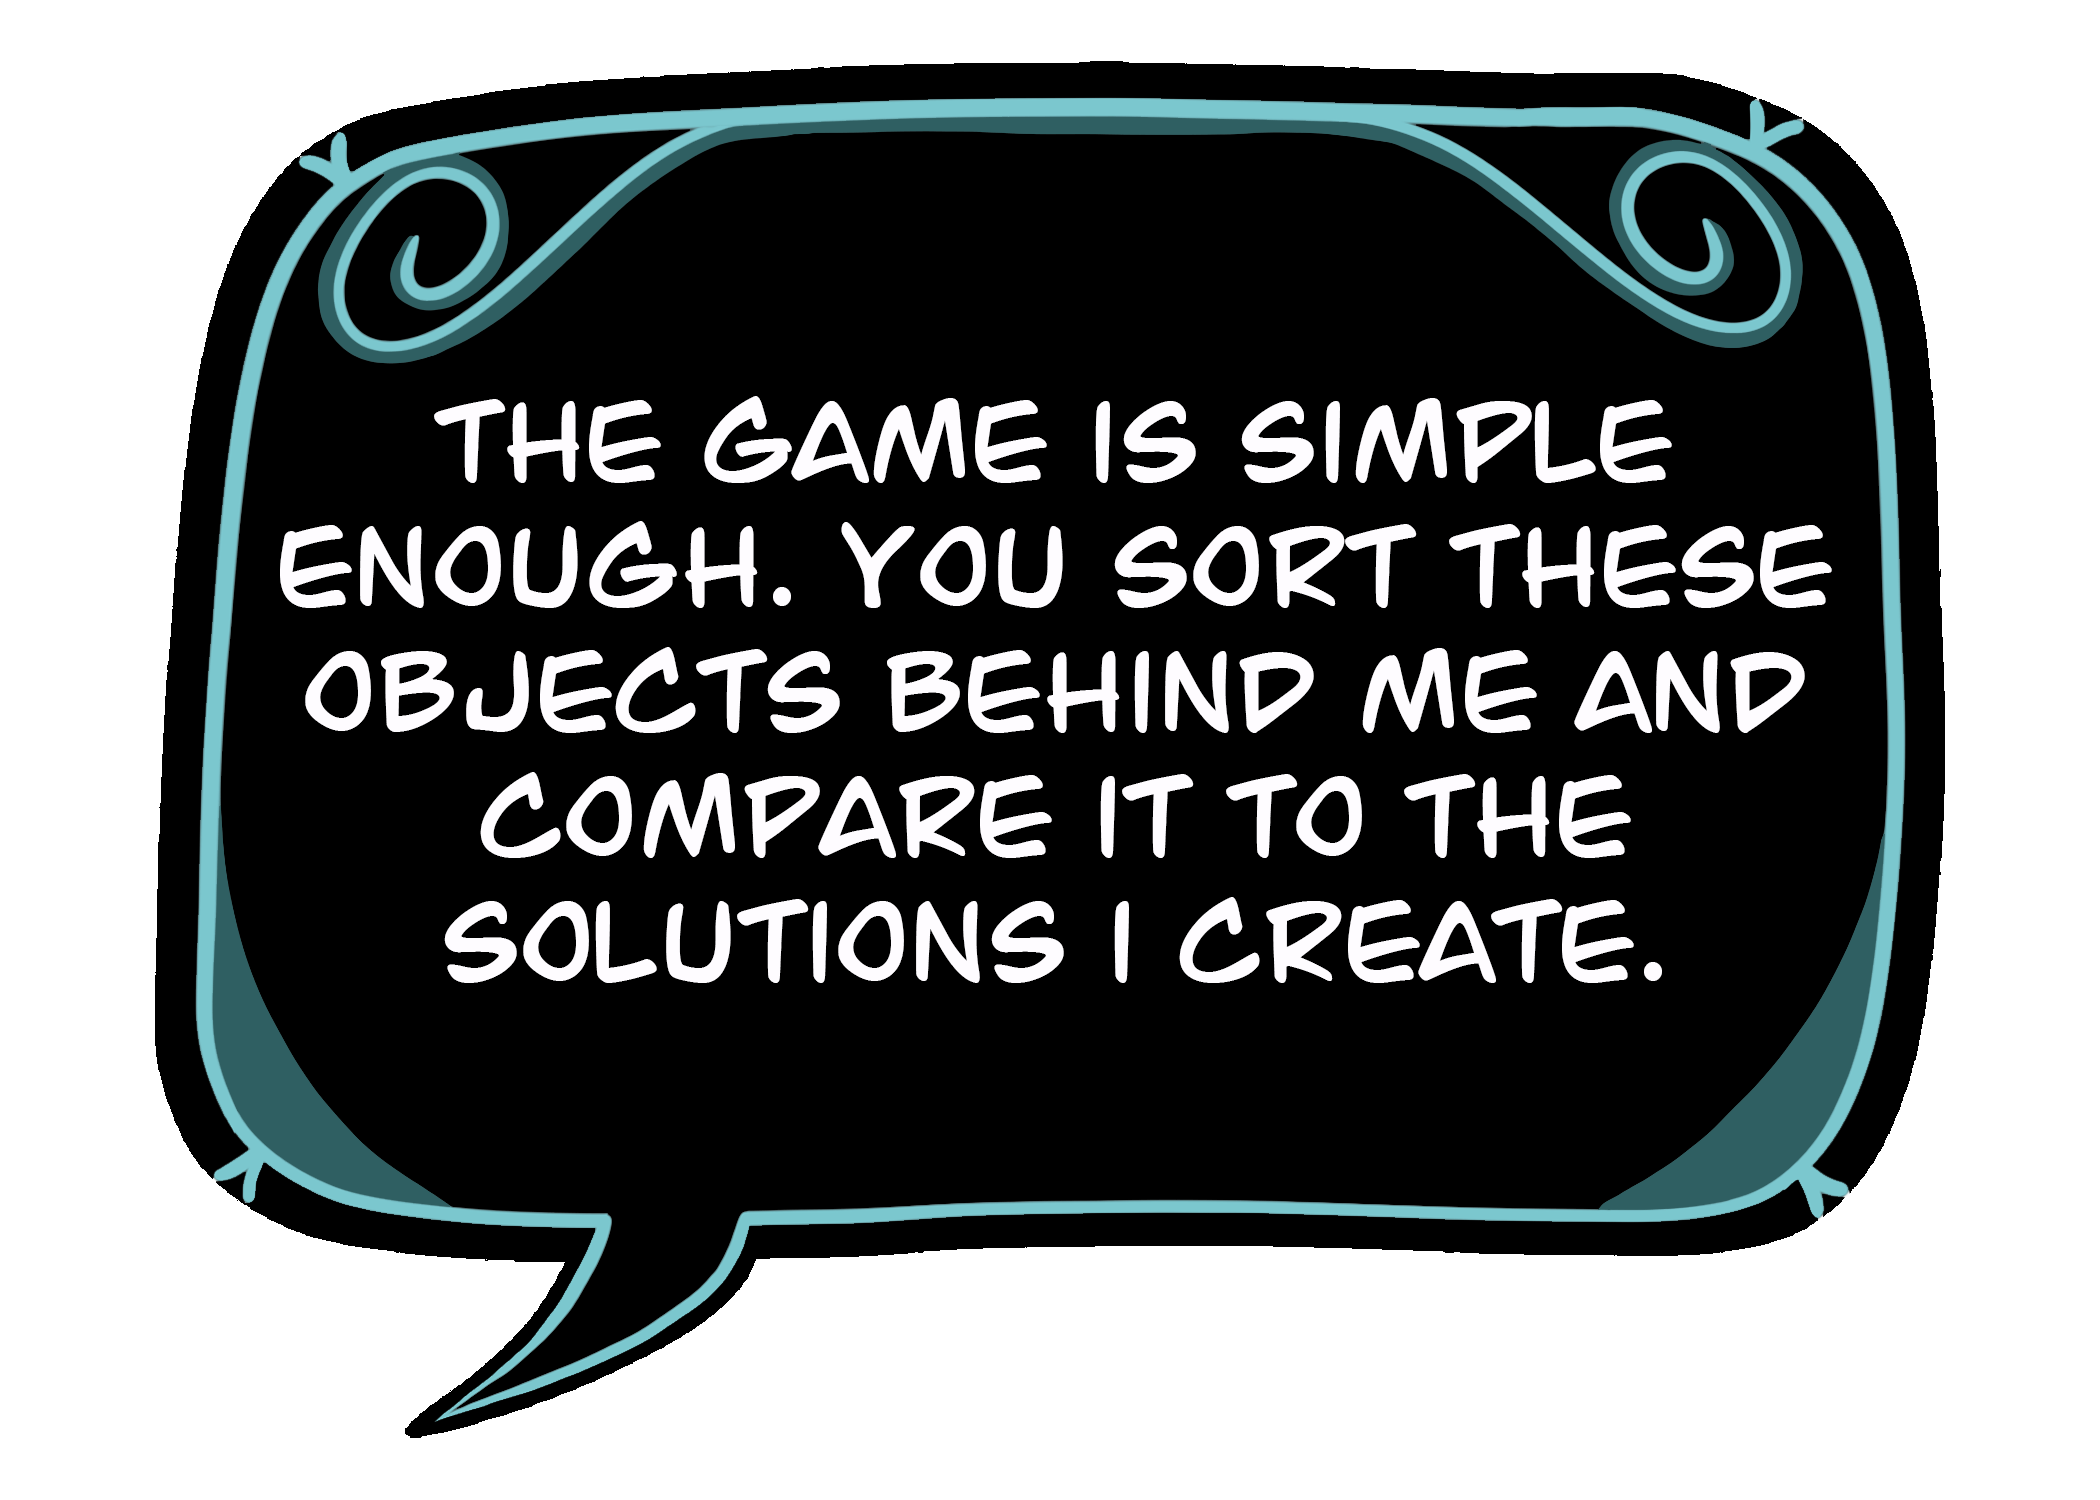 THE GAME IS SIMPLE
ENOUGH. YOU SORT THESE
OBJECTS BEHIND ME AND
COMPARE IT TO THE
SOLUTIONS I CREATE.